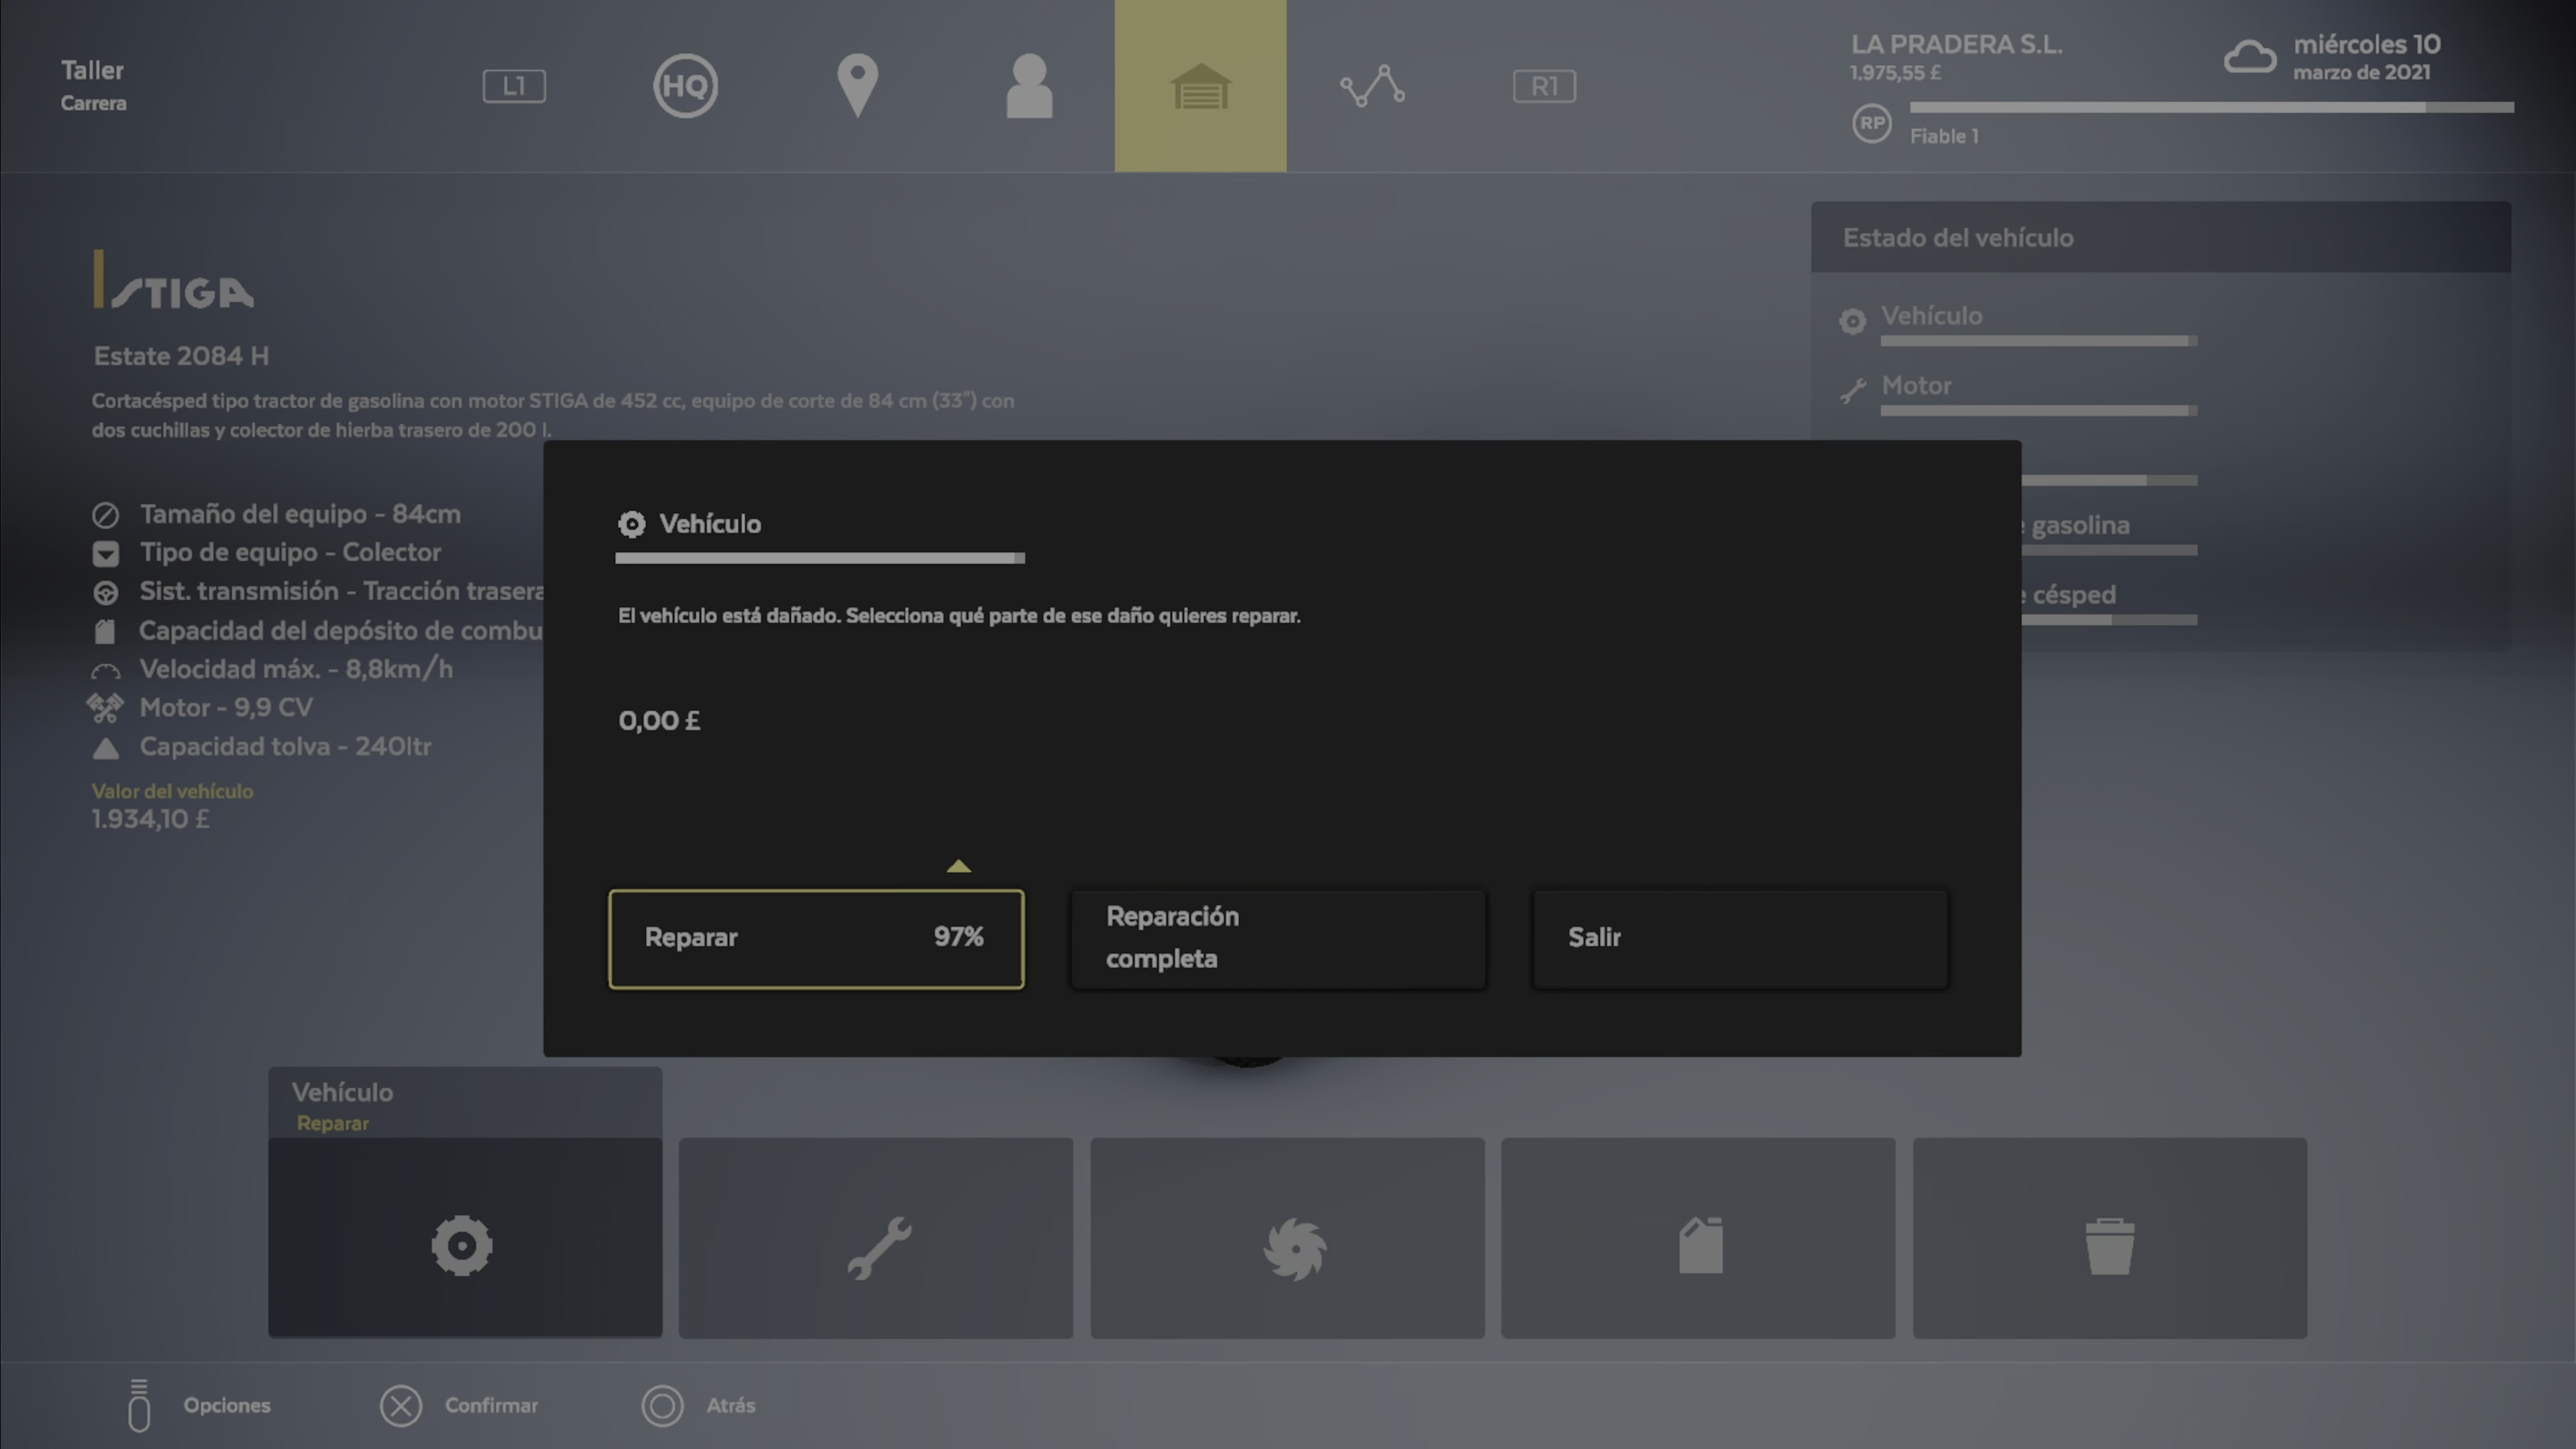 Taller
Carrera
L1
HQ
R1
LA PRADERA S.L.
1.975,55 £
miércoles 10
marzo de 2021
RP
Fiable 1
STIGA
Estate 2084 H
Cortacésped tipo tractor de gasolina con motor STIGA de 452 cc, equipo de corte de 84 cm (33") con
dos cuchillas y colector de hierba trasero de 200 l.
Tamaño del equipo - 84cm
Tipo de equipo - Colector
Sist. transmisión - Tracción trasera
Capacidad del depósito de combu
Velocidad máx. - 8,8km/h
Motor - 9,9 CV
Capacidad tolva - 240ltr
Valor del vehículo
1.934,10 £
Estado del vehículo
Vehículo
Motor
gasolina
césped
Vehículo
El vehículo está dañado. Selecciona qué parte de ese daño quieres reparar.
0,00 £
Reparar 97%
Reparación
completa
Salir
Vehículo
Reparar
Opciones
Confirmar
Atrás